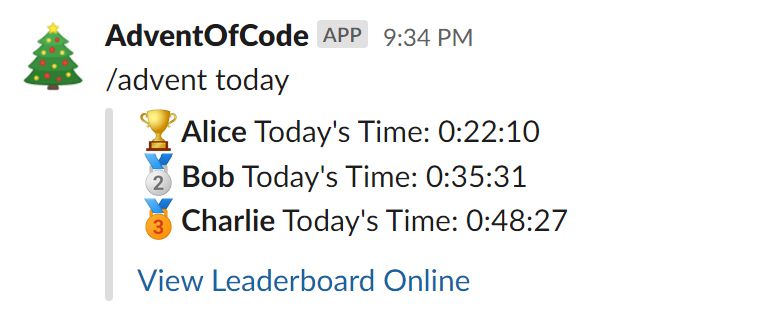 AdventOfCode APP 9:34 PM
/advent today
🏆Alice Today's Time: 0:22:10
🥈Bob Today's Time: 0:35:31
🥉Charlie Today's Time: 0:48:27
View Leaderboard Online